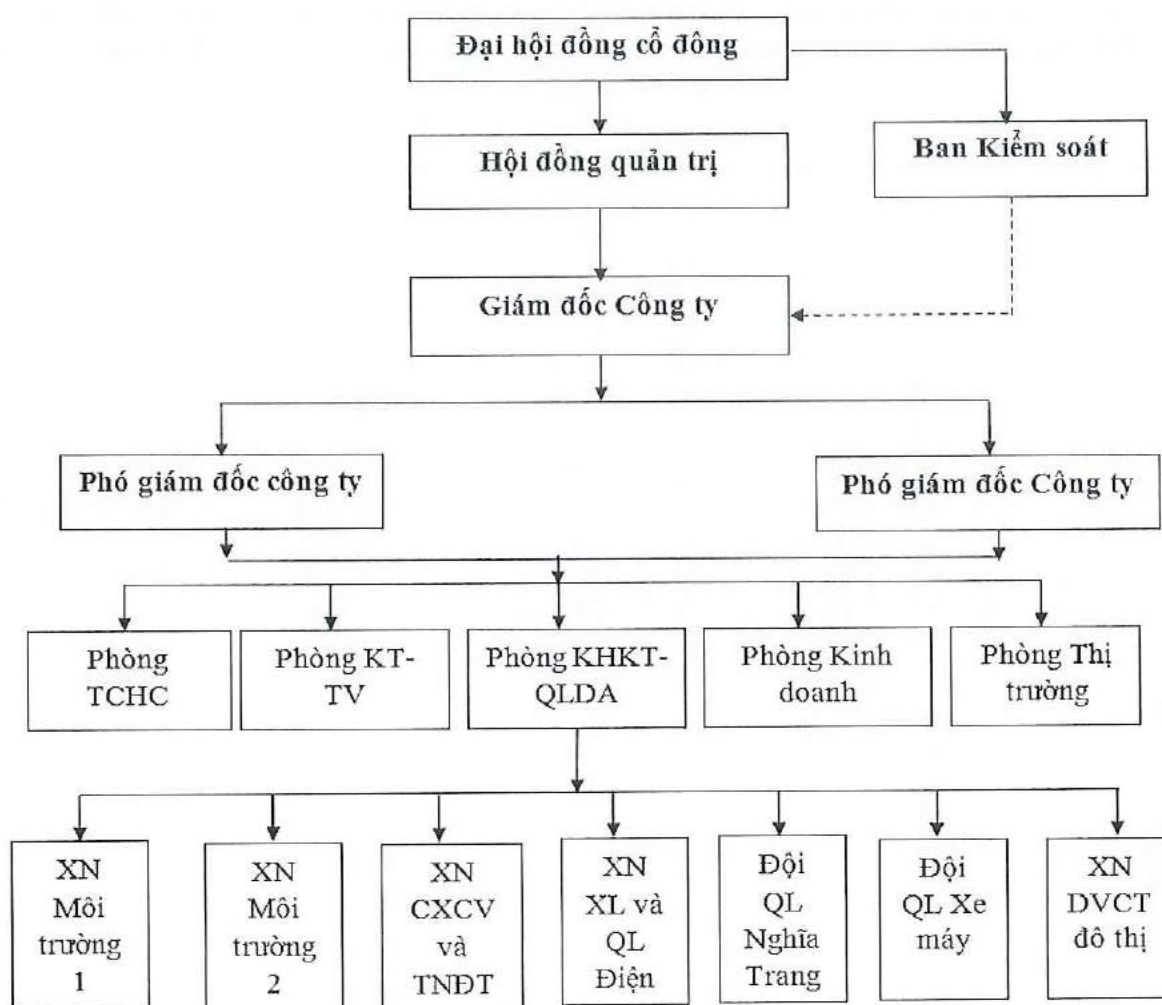 Đại hội đồng cổ đông
Hội đồng quản trị
Ban Kiểm soát
Giám đốc Công ty
Phó giám đốc công ty
Phó giám đốc Công ty
Phòng
TCHC
Phòng KT-
TV
Phòng KHKT-
QLDA
Phòng Kinh
doanh
Phòng Thị
trường
XN
Môi
trường
1
XN
Môi
trường
2
XN
CXCV
và
TNĐT
XN
XL và
QL
Điện
Đội
QL
Nghĩa
Trang
Đội
QL Xe
máy
XN
DVCT
đô thị